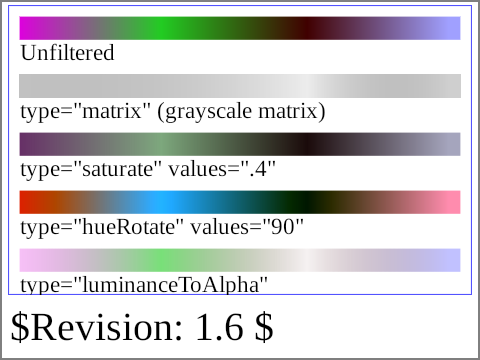 Unfiltered
type="matrix" (grayscale matrix)
type="saturate" values=".4"
type="hueRotate" values="90"
type="luminanceToAlpha"
$Revision: 1.6 $